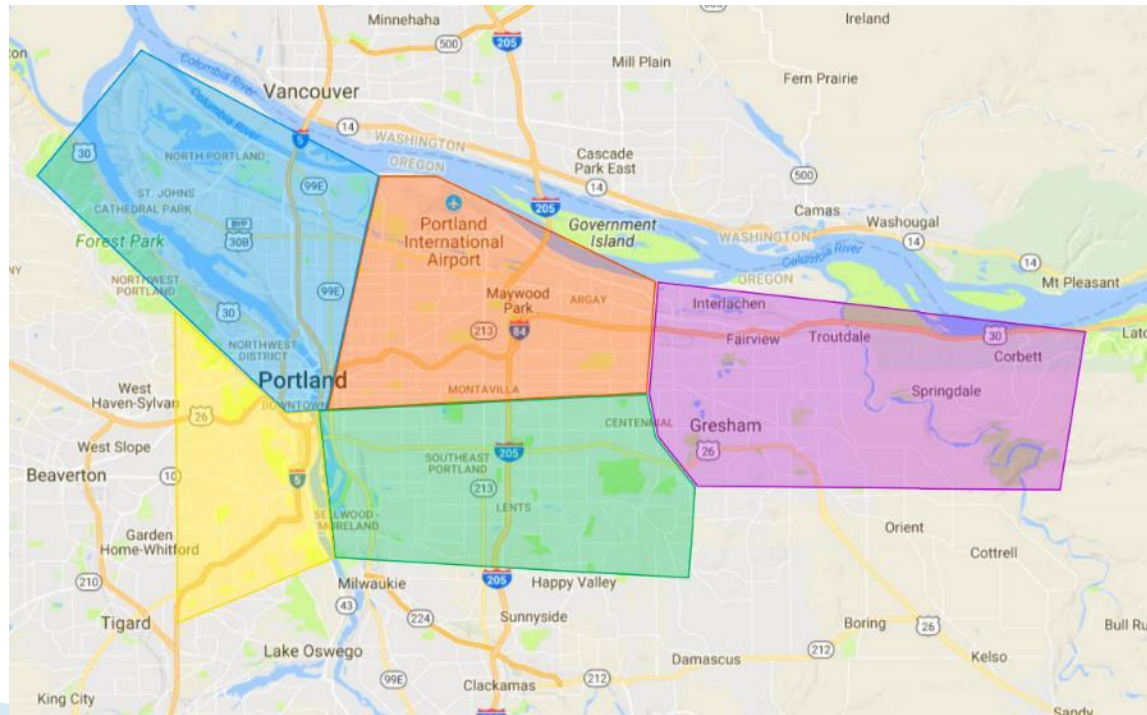 Minnehaha
Ireland
500
205
500
ton
Mill Plain
Fern Prairie
Columbia River
Vancouver
14
5
WASHINGTON
OREGON
30
NORTH PORTLAND
Cascade
Park East
500
99E
14
ST. JOHNS
CATHEDRAL PARK
Columbia River
205
Camas
Washougal
BYP
30B
Portland
International
Airport
Government
Island
WASHINGTON
OREGON
Columbia River
14
14
Forest Park
NORTHWEST
PORTLAND
99E
Maywood
Park
ARGAY
Interlachen
Mt Pleasant
30
213
84
Fairview
Troutdale
30
NORTHWEST
DISTRICT
Corbett
Portland
DOWNTOWN
MONTAVILLA
Springdale
West
Haven-Sylvan
26
CENTENNIAL
Gresham
West Slope
205
26
SOUTHEAST
PORTLAND
Beaverton
10
5
213
LENTS
SELLWOOD -
MORELAND
Orient
Garden
Home-Whitford
Cottrell
210
Milwaukie
205
Happy Valley
43
Tigard
224
Sunnyside
Boring
26
Bull Ru
Lake Oswego
Damascus
212
Kelso
99E
Clackamas
212
King City
Sandy